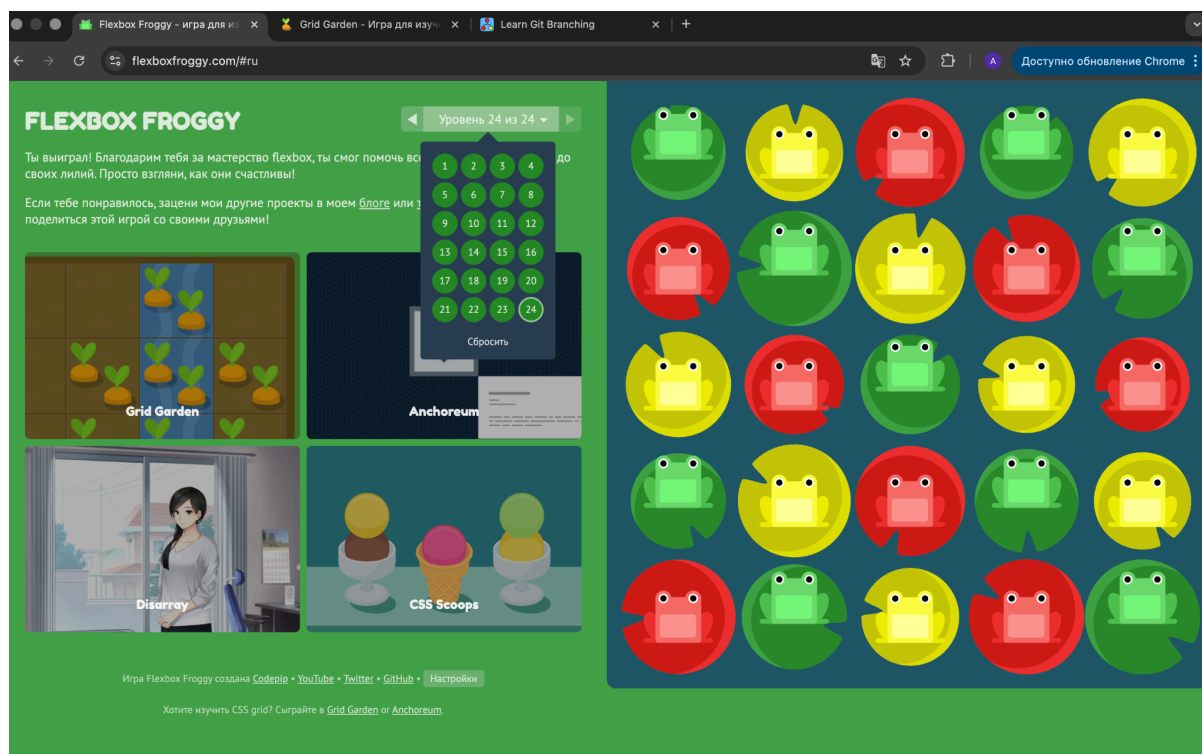 Flexbox Froggy - игра для из
Grid Garden - Игра для изуч
Learn Git Branching
flexboxfroggy.com/#ru
A
Доступно обновление Chrome
FLEXBOX FROGGY
Уровень 24 из 24
Ты выиграл! Благодарим тебя за мастерство flexbox, ты смог помочь все до
своих лилий. Просто взгляни, как они счастливы!
Если тебе понравилось, зацени мои другие проекты в моем блоге или
поделиться этой игрой со своими друзьями!
1 2 3 4
5 6 7 8
9 10 11 12
13 14 15 16
17 18 19 20
21 22 23 24
Сбросить
Grid Garden
Anchoreum
Disarray
CSS Scoops
Игра Flexbox Froggy создана Codepip • YouTube • Twitter • GitHub • Настройки
Хотите изучить CSS grid? Сыграйте в Grid Garden or Anchoreum.